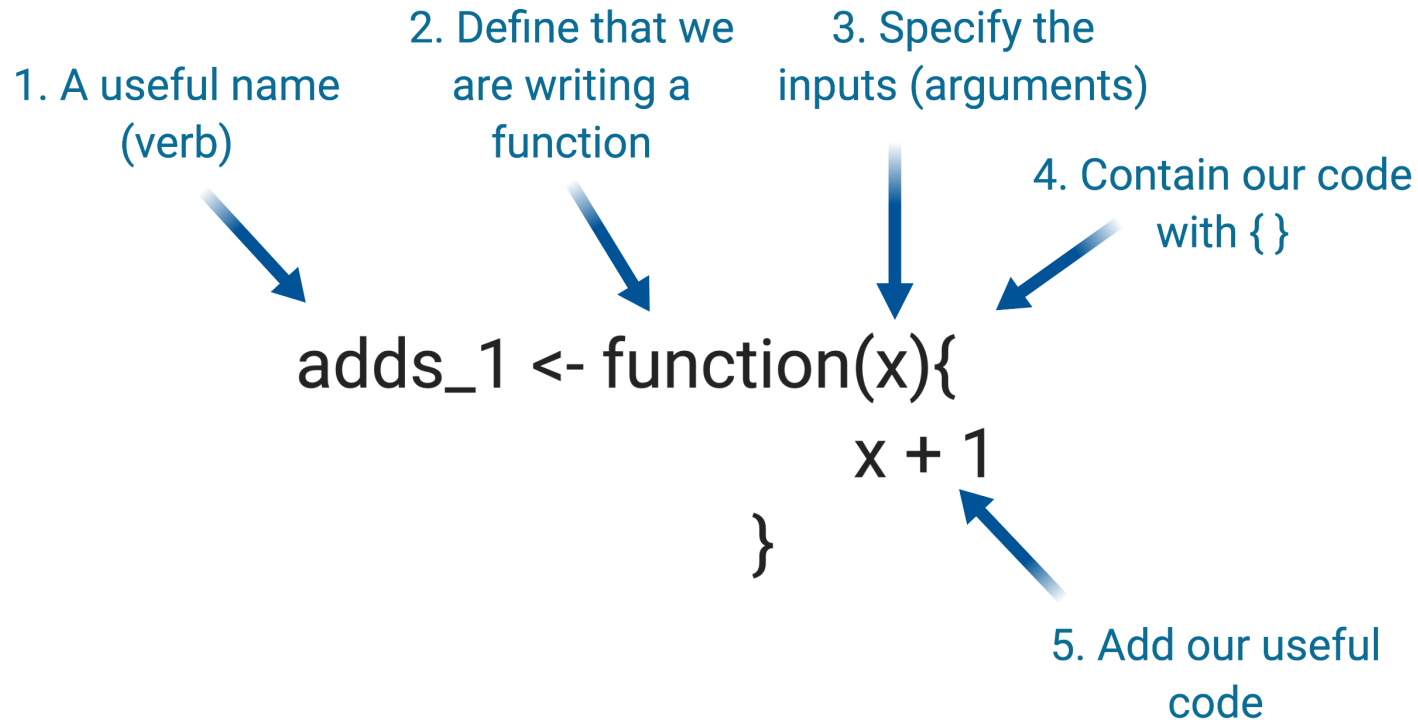 1. A useful name
(verb)
2. Define that we
are writing a
function
3. Specify the
inputs (arguments)
4. Contain our code
with { }
adds_1 <- function(x){
x + 1
}
5. Add our useful
code